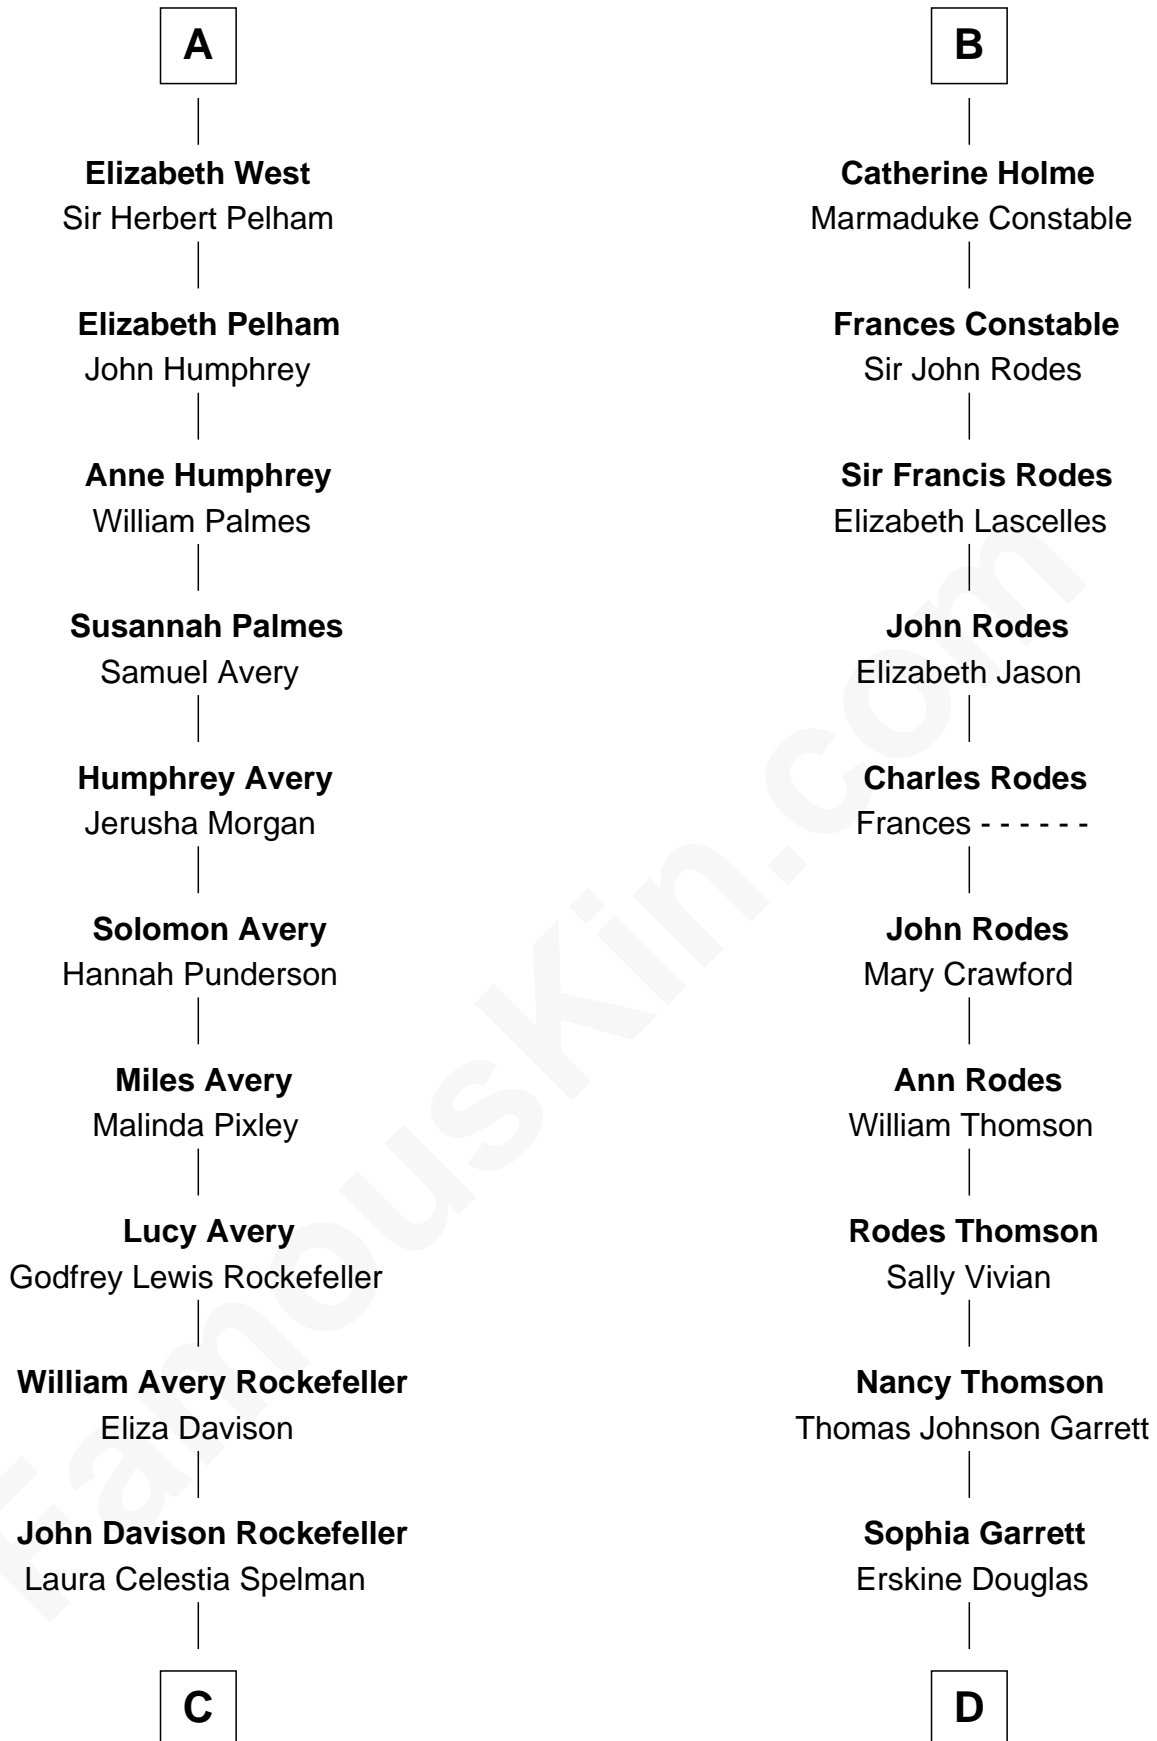 A
Elizabeth West
Sir Herbert Pelham
Elizabeth Pelham
John Humphrey
Anne Humphrey
William Palmes
Susannah Palmes
Samuel Avery
Humphrey Avery
Jerusha Morgan
Solomon Avery
Hannah Punderson
Miles Avery
Malinda Pixley
Lucy Avery
Godfrey Lewis Rockefeller
William Avery Rockefeller
Eliza Davison
John Davison Rockefeller
Laura Celestia Spelman
C
B
Catherine Holme
Marmaduke Constable
Frances Constable
Sir John Rodes
Sir Francis Rodes
Elizabeth Lascelles
John Rodes
Elizabeth Jason
Charles Rodes
Frances - - - - - -
John Rodes
Mary Crawford
Ann Rodes
William Thomson
Rodes Thomson
Sally Vivian
Nancy Thomson
Thomas Johnson Garrett
Sophia Garrett
Erskine Douglas
D
FamousKin.com